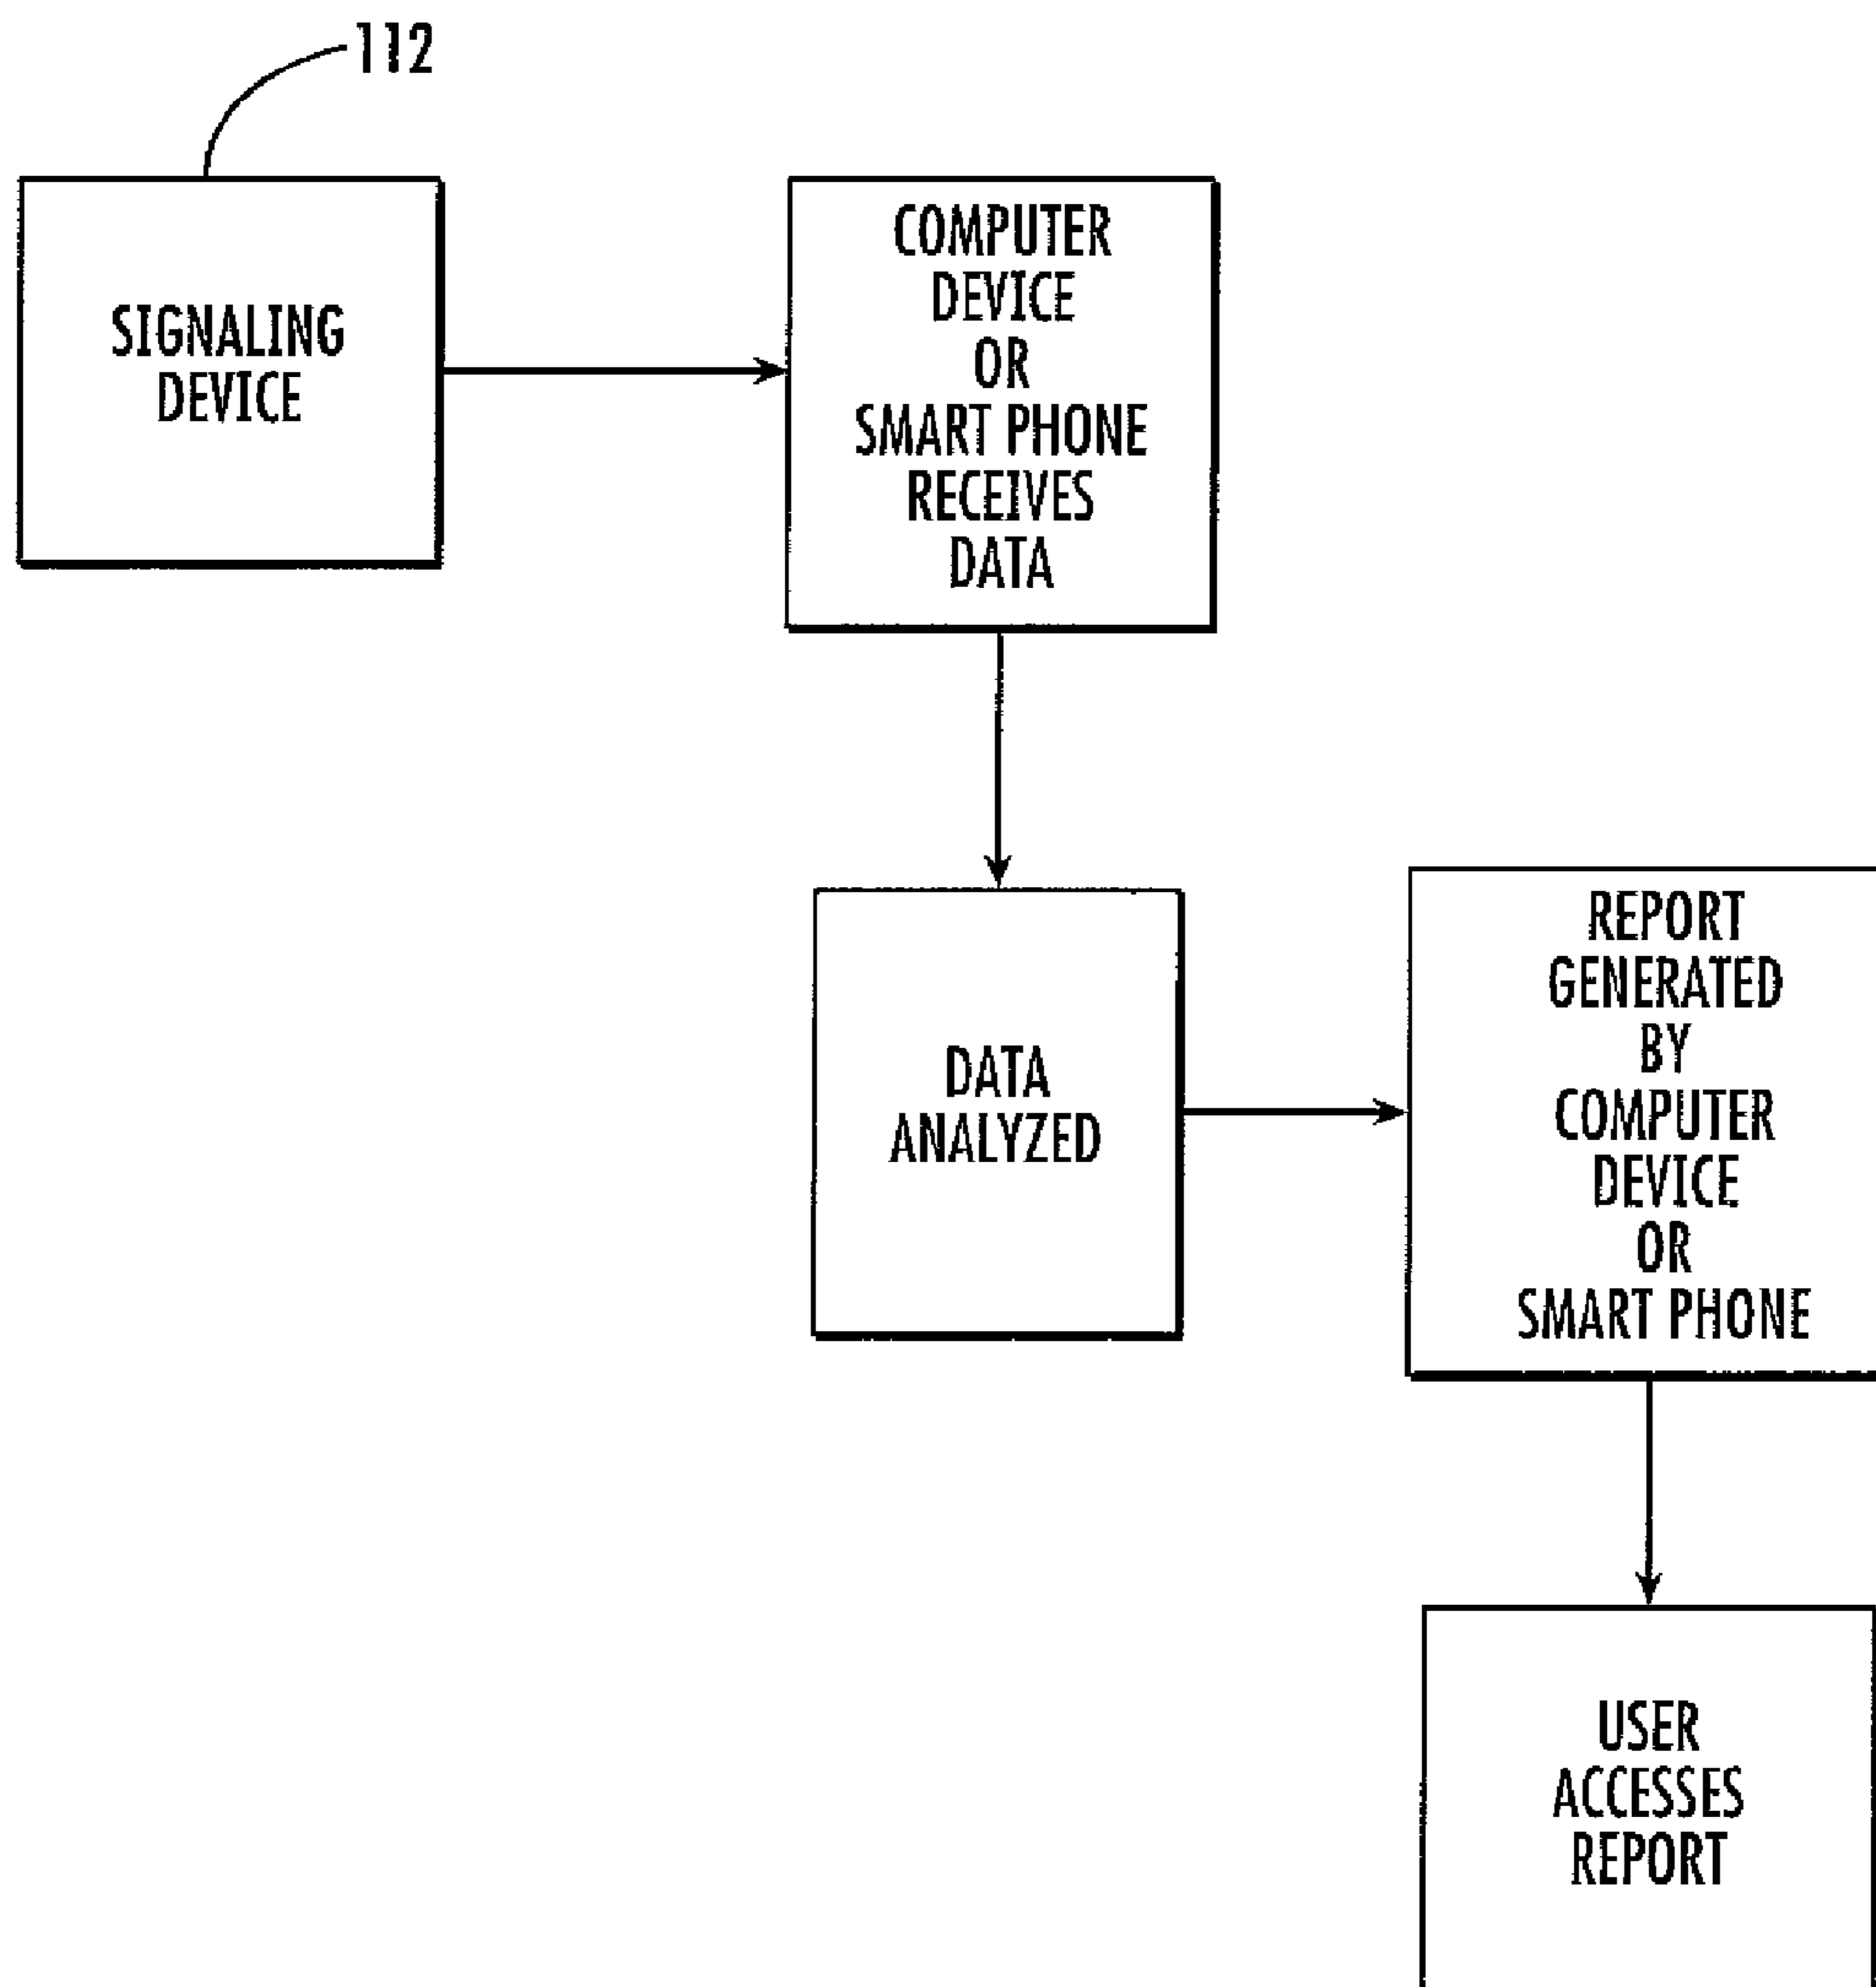 112
SIGNALING
DEVICE
COMPUTER
DEVICE
OR
SMART PHONE
RECEIVES
DATA
DATA
ANALYZED
REPORT
GENERATED
BY
COMPUTER
DEVICE
OR
SMART PHONE
USER
ACCESSES
REPORT